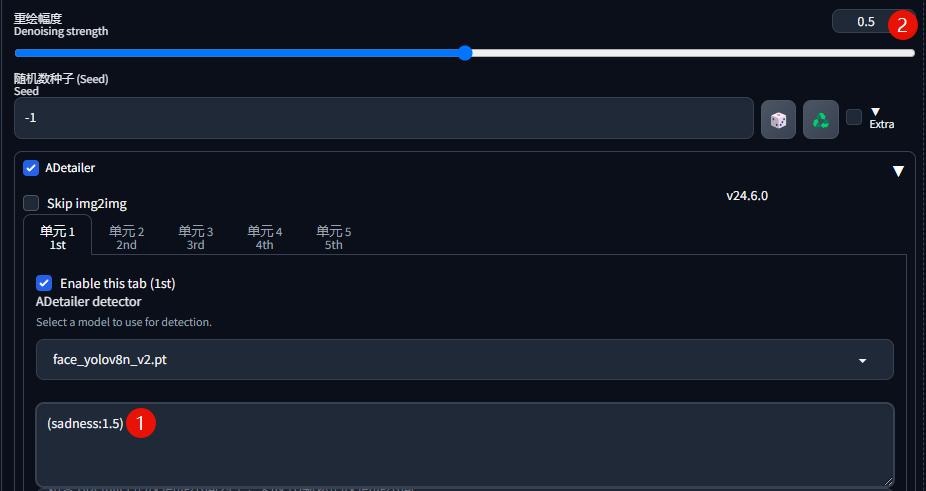 重绘幅度
Denoising strength
0.5
2
随机数种子 (Seed)
Seed
-1
▼
Extra
ADetailer
▼
v24.6.0
Skip img2img
单元 1 单元 2 单元 3 单元 4 单元 5
1st 2nd 3rd 4th 5th
Enable this tab (1st)
ADetailer detector
Select a model to use for detection.
face_yolov8n_v2.pt
(sadness:1.5) 1